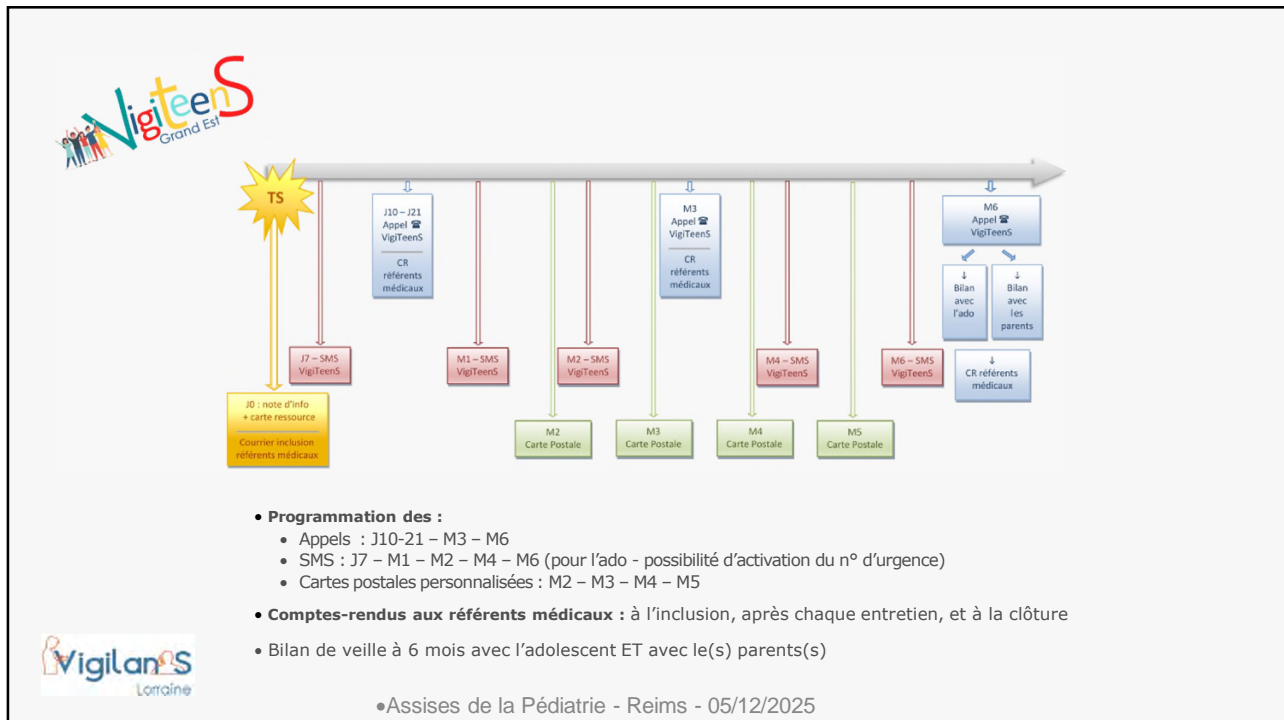 VigiteenS
Grand Est
TS
J10 – J21
Appel ☎
VigiTeenS
CR
référents
médicaux
M3
Appel ☎
VigiTeenS
CR
référents
médicaux
M6
Appel ☎
VigiTeenS
↓
Bilan
avec
l'ado
↓
Bilan
avec
les
parents
↓
CR référents
médicaux
J7 – SMS
VigiTeenS
M1 – SMS
VigiTeenS
M2 – SMS
VigiTeenS
M4 – SMS
VigiTeenS
M6 – SMS
VigiTeenS
J0 : note d'info
+ carte ressource
Courrier inclusion
référents médicaux
M2
Carte Postale
M3
Carte Postale
M4
Carte Postale
M5
Carte Postale
• Programmation des :
• Appels : J10-21 – M3 – M6
• SMS : J7 – M1 – M2 – M4 – M6 (pour l'ado - possibilité d'activation du n° d'urgence)
• Cartes postales personnalisées : M2 – M3 – M4 – M5
• Comptes-rendus aux référents médicaux : à l'inclusion, après chaque entretien, et à la clôture
• Bilan de veille à 6 mois avec l'adolescent ET avec le(s) parents(s)
VigilanS
Lorraine
•Assises de la Pédiatrie - Reims - 05/12/2025